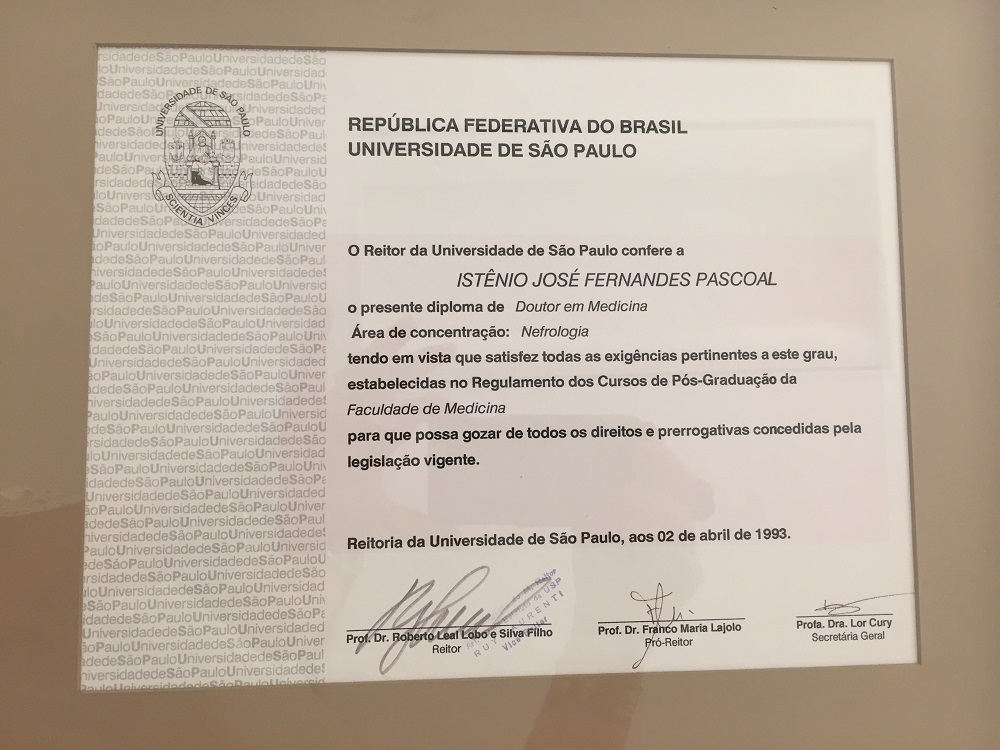 UNIVERSIDADE DE SÃO PAULO
SCIENTIA VINCES
REPÚBLICA FEDERATIVA DO BRASIL
UNIVERSIDADE DE SÃO PAULO
O Reitor da Universidade de São Paulo confere a
ISTÊNIO JOSÉ FERNANDES PASCOAL
o presente diploma de Doutor em Medicina
Área de concentração: Nefrologia
tendo em vista que satisfez todas as exigências pertinentes a este grau,
estabelecidas no Regulamento dos Cursos de Pós-Graduação da
Faculdade de Medicina
para que possa gozar de todos os direitos e prerrogativas concedidas pela
legislação vigente.
Reitoria da Universidade de São Paulo, aos 02 de abril de 1993.
Prof. Dr. Roberto Leal Lobo e Silva Filho
Reitor
RUY LAURENTI
Vice-Reitor
Prof. Dr. Franco Maria Lajolo
Pró-Reitor
Profa. Dra. Lor Cury
Secretária Geral